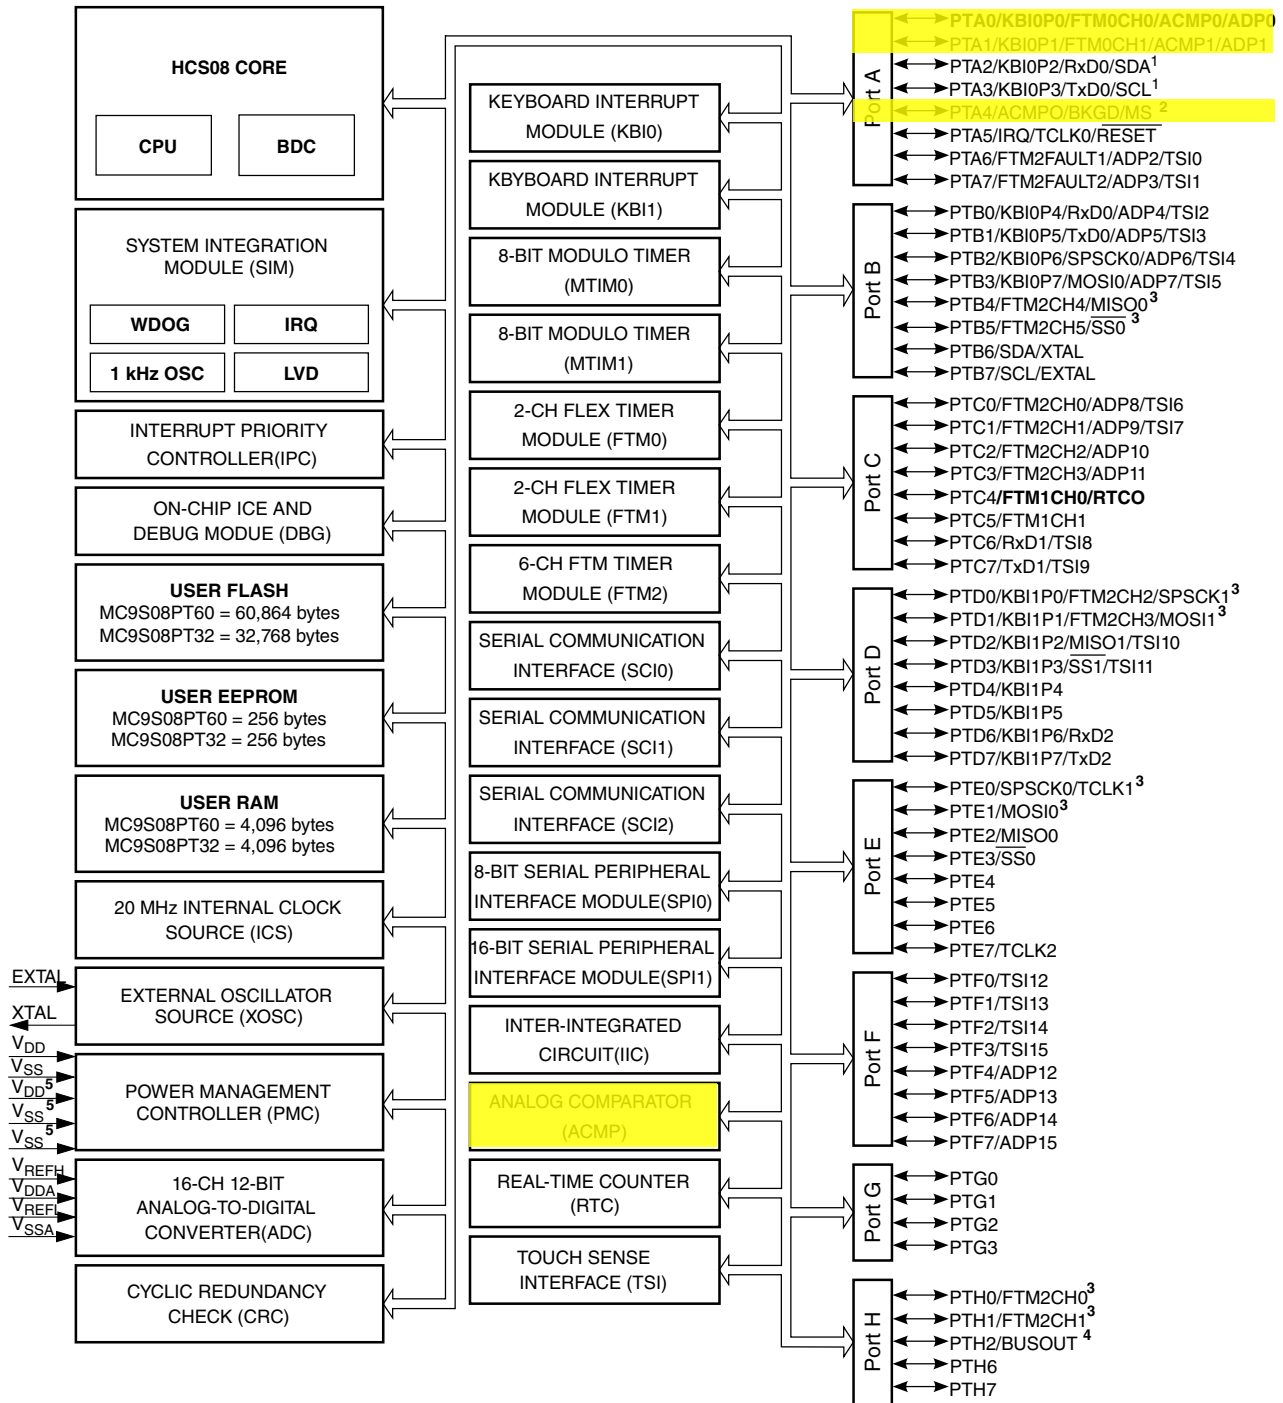 HCS08 CORE
CPU
BDC
SYSTEM INTEGRATION
MODULE (SIM)
WDOG
IRQ
1 kHz OSC
LVD
INTERRUPT PRIORITY
CONTROLLER(IPC)
ON-CHIP ICE AND
DEBUG MODUE (DBG)
USER FLASH
MC9S08PT60 = 60,864 bytes
MC9S08PT32 = 32,768 bytes
USER EEPROM
MC9S08PT60 = 256 bytes
MC9S08PT32 = 256 bytes
USER RAM
MC9S08PT60 = 4,096 bytes
MC9S08PT32 = 4,096 bytes
20 MHz INTERNAL CLOCK
SOURCE (ICS)
EXTAL
XTAL
EXTERNAL OSCILLATOR
SOURCE (XOSC)
VDD
VSS
VDD5
VSS5
VSS5
POWER MANAGEMENT
CONTROLLER (PMC)
VREFH
VDDA
VREFL
VSSA
16-CH 12-BIT
ANALOG-TO-DIGITAL
CONVERTER(ADC)
CYCLIC REDUNDANCY
CHECK (CRC)
KEYBOARD INTERRUPT
MODULE (KBI0)
KBYBOARD INTERRUPT
MODULE (KBI1)
8-BIT MODULO TIMER
(MTIM0)
8-BIT MODULO TIMER
(MTIM1)
2-CH FLEX TIMER
MODULE (FTM0)
2-CH FLEX TIMER
MODULE (FTM1)
6-CH FTM TIMER
MODULE (FTM2)
SERIAL COMMUNICATION
INTERFACE (SCI0)
SERIAL COMMUNICATION
INTERFACE (SCI1)
SERIAL COMMUNICATION
INTERFACE (SCI2)
8-BIT SERIAL PERIPHERAL
INTERFACE MODULE(SPI0)
16-BIT SERIAL PERIPHERAL
INTERFACE MODULE(SPI1)
INTER-INTEGRATED
CIRCUIT(IIC)
ANALOG COMPARATOR
(ACMP)
REAL-TIME COUNTER
(RTC)
TOUCH SENSE
INTERFACE (TSI)
Port A
PTA0/KBI0P0/FTM0CH0/ACMP0/ADP0
PTA1/KBI0P1/FTM0CH1/ACMP1/ADP1
PTA2/KBI0P2/RxD0/SDA1
PTA3/KBI0P3/TxD0/SCL1
PTA4/ACMPO/BKGD/MS 2
PTA5/IRQ/TCLK0/RESET
PTA6/FTM2FAULT1/ADP2/TSI0
PTA7/FTM2FAULT2/ADP3/TSI1
Port B
PTB0/KBI0P4/RxD0/ADP4/TSI2
PTB1/KBI0P5/TxD0/ADP5/TSI3
PTB2/KBI0P6/SPSCK0/ADP6/TSI4
PTB3/KBI0P7/MOSI0/ADP7/TSI5
PTB4/FTM2CH4/MISO03
PTB5/FTM2CH5/SS0 3
PTB6/SDA/XTAL
PTB7/SCL/EXTAL
Port C
PTC0/FTM2CH0/ADP8/TSI6
PTC1/FTM2CH1/ADP9/TSI7
PTC2/FTM2CH2/ADP10
PTC3/FTM2CH3/ADP11
PTC4/FTM1CH0/RTCO
PTC5/FTM1CH1
PTC6/RxD1/TSI8
PTC7/TxD1/TSI9
Port D
PTD0/KBI1P0/FTM2CH2/SPSCK13
PTD1/KBI1P1/FTM2CH3/MOSI13
PTD2/KBI1P2/MISO1/TSI10
PTD3/KBI1P3/SS1/TSI11
PTD4/KBI1P4
PTD5/KBI1P5
PTD6/KBI1P6/RxD2
PTD7/KBI1P7/TxD2
Port E
PTE0/SPSCK0/TCLK13
PTE1/MOSI03
PTE2/MISO0
PTE3/SS0
PTE4
PTE5
PTE6
PTE7/TCLK2
Port F
PTF0/TSI12
PTF1/TSI13
PTF2/TSI14
PTF3/TSI15
PTF4/ADP12
PTF5/ADP13
PTF6/ADP14
PTF7/ADP15
Port G
PTG0
PTG1
PTG2
PTG3
Port H
PTH0/FTM2CH03
PTH1/FTM2CH13
PTH2/BUSOUT 4
PTH6
PTH7